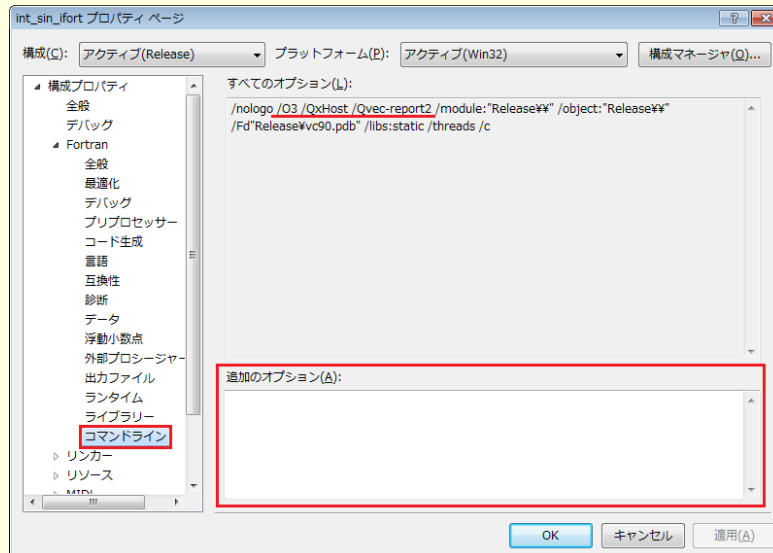 int_sin_ifort プロパティ ページ
構成(C): アクティブ(Release) プラットフォーム(P): アクティブ(Win32) 構成マネージャ(O)...
構成プロパティ
全般
デバッグ
Fortran
全般
最適化
デバッグ
プリプロセッサー
コード生成
言語
互換性
診断
データ
浮動小数点
外部プロシージャー
出力ファイル
ランタイム
ライブラリー
コマンドライン
リンカー
リソース
MIDL
すべてのオプション(L):
/nologo /O3 /QxHost /Qvec-report2 /module:"Release¥¥" /object:"Release¥¥"
/Fd"Release¥vc90.pdb" /libs:static /threads /c
追加のオプション(A):
OK キャンセル 適用(A)